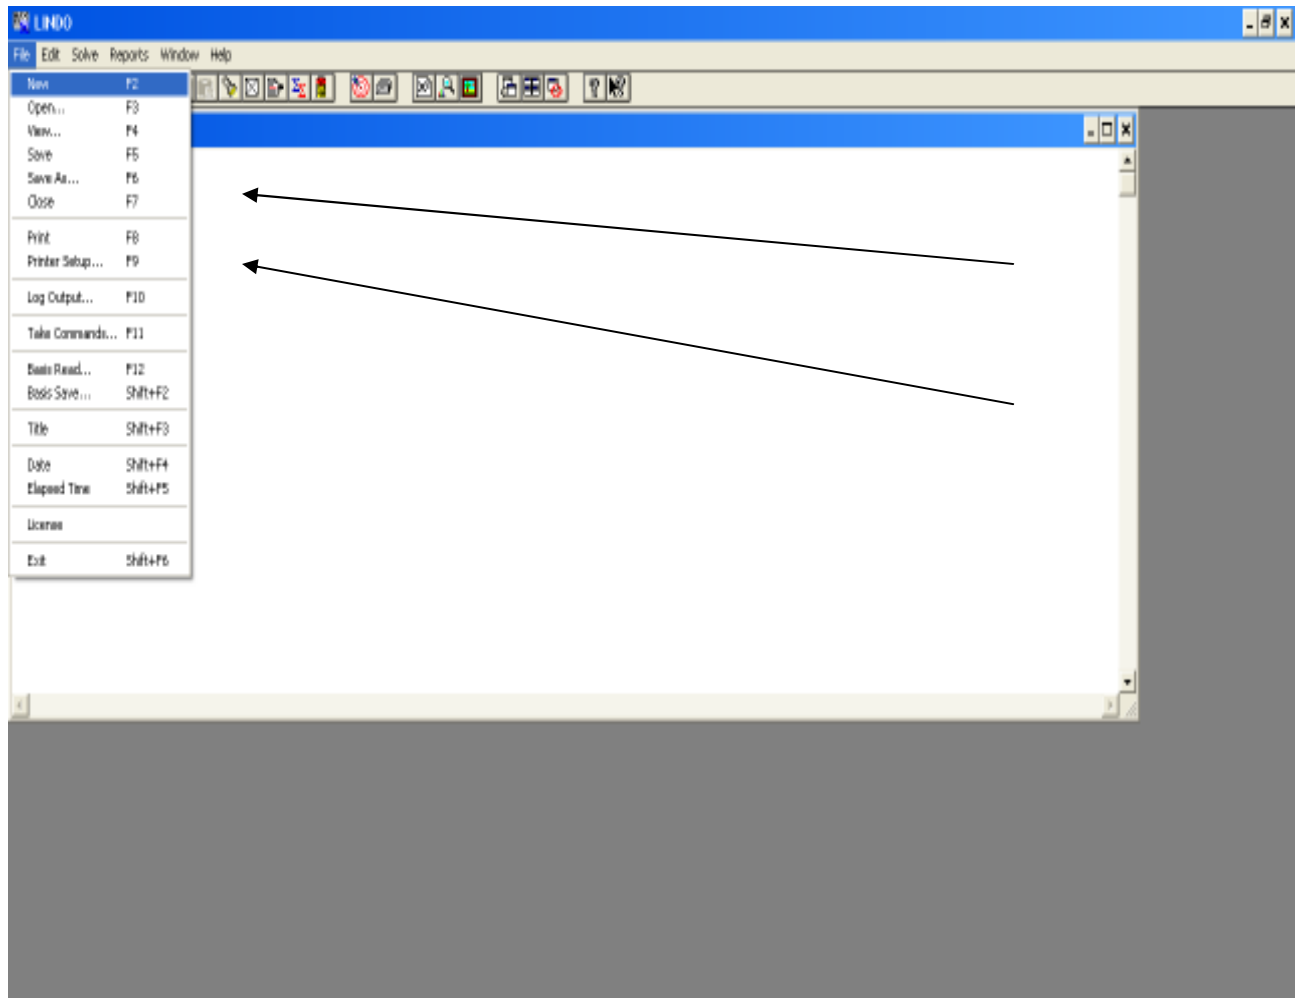 LINDO
File Edit Solve Reports Window Help
New F2
Open... F3
View... F4
Save F5
Save As... F6
Close F7
Print F8
Printer Setup... F9
Log Output... F10
Take Commands... F11
Basis Read... F12
Basis Save... Shift+F2
Title Shift+F3
Date Shift+F4
Elapsed Time Shift+F5
License
Exit Shift+F6